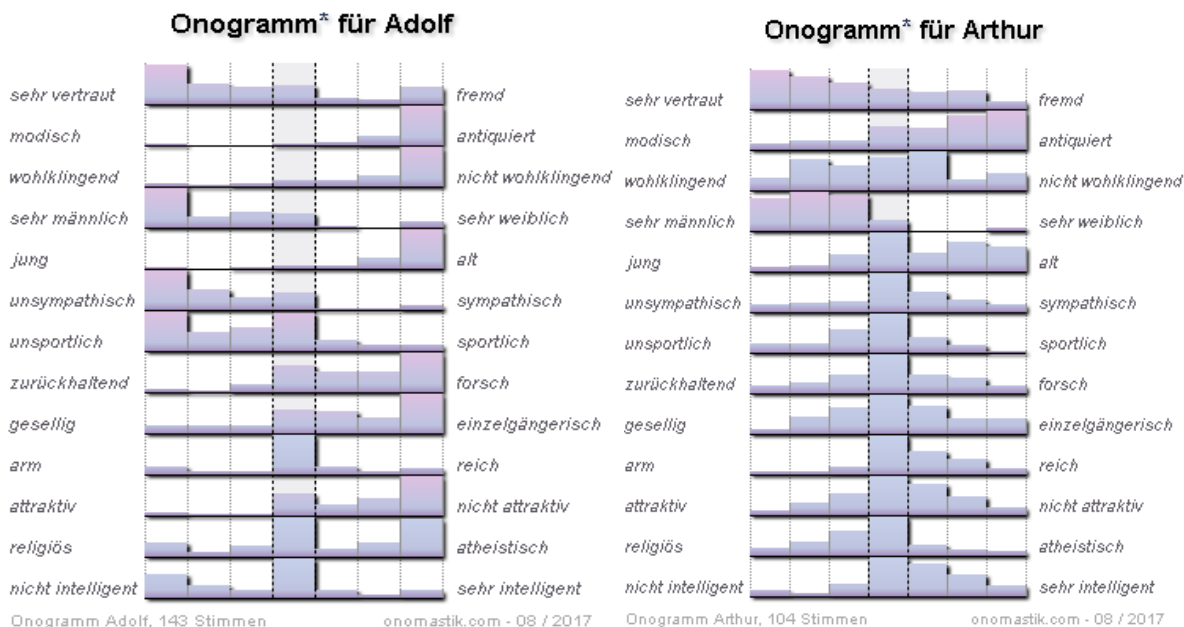 Onogramm* für Adolf
sehr vertraut fremd
modisch antiquiert
wohlklingend nicht wohlklingend
sehr männlich sehr weiblich
jung alt
unsympathisch sympathisch
unsportlich sportlich
zurückhaltend forsch
gesellig einzelgängerisch
arm reich
attraktiv nicht attraktiv
religiös atheistisch
nicht intelligent sehr intelligent
Onogramm Adolf, 143 Stimmen onomastik.com - 08 / 2017
Onogramm* für Arthur
sehr vertraut fremd
modisch antiquiert
wohlklingend nicht wohlklingend
sehr männlich sehr weiblich
jung alt
unsympathisch sympathisch
unsportlich sportlich
zurückhaltend forsch
gesellig einzelgängerisch
arm reich
attraktiv nicht attraktiv
religiös atheistisch
nicht intelligent sehr intelligent
Onogramm Arthur, 104 Stimmen onomastik.com - 08 / 2017